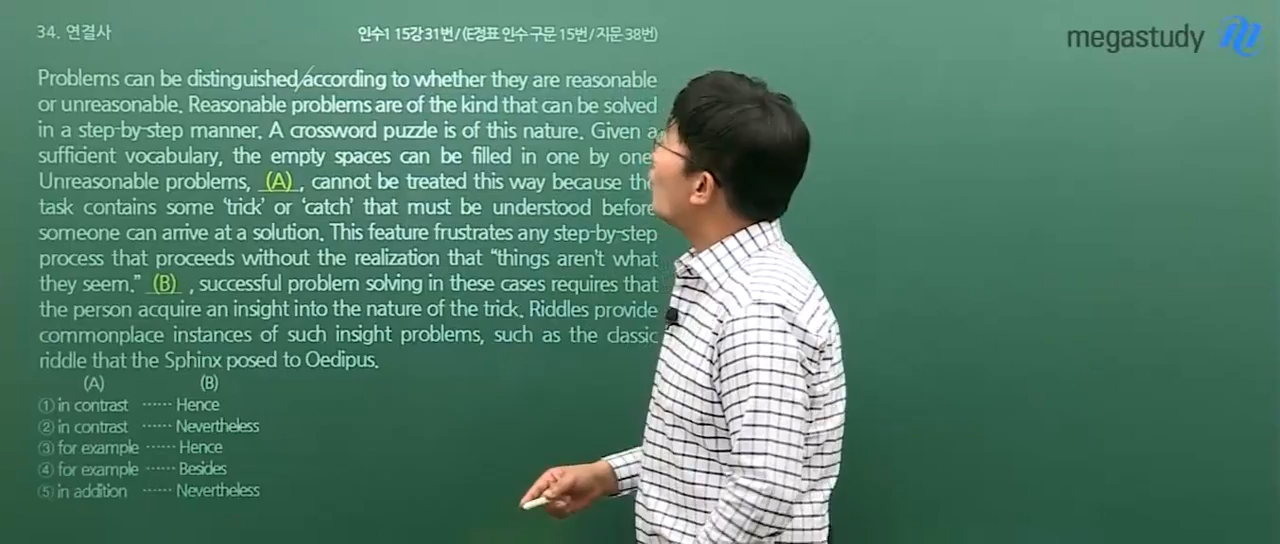 34. 연결사
인수1 15강 31번 / (E정표 인수 구문 15번 / 지문 38번)
megastudy
Problems can be distinguished/according to whether they are reasonable
or unreasonable. Reasonable problems are of the kind that can be solved
in a step-by-step manner. A crossword puzzle is of this nature. Given a
sufficient vocabulary, the empty spaces can be filled in one by one
Unreasonable problems, (A) , cannot be treated this way because the
task contains some ‘trick’ or ‘catch’ that must be understood before
someone can arrive at a solution. This feature frustrates any step-by-step
process that proceeds without the realization that “things aren’t what
they seem.” (B) , successful problem solving in these cases requires that
the person acquire an insight into the nature of the trick. Riddles provide
commonplace instances of such insight problems, such as the classic
riddle that the Sphinx posed to Oedipus.
(A) (B)
① in contrast ······ Hence
② in contrast ······ Nevertheless
③ for example ······ Hence
④ for example ······ Besides
⑤ in addition ······ Nevertheless